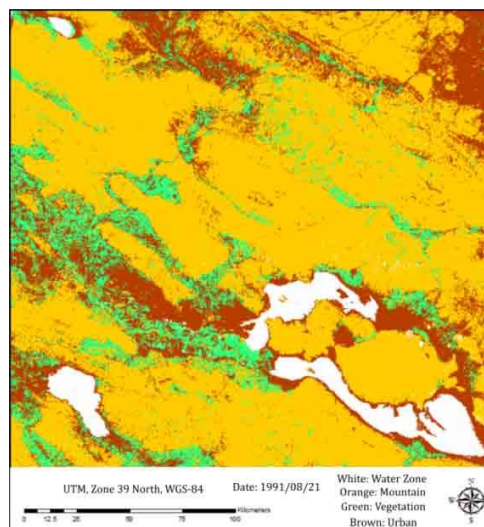 UTM, Zone 39 North, WGS-84
Date: 1991/08/21
White: Water Zone
Orange: Mountain
Green: Vegetation
Brown: Urban
Kilometers
0 12.5 25 50 75 100
N
W E
S